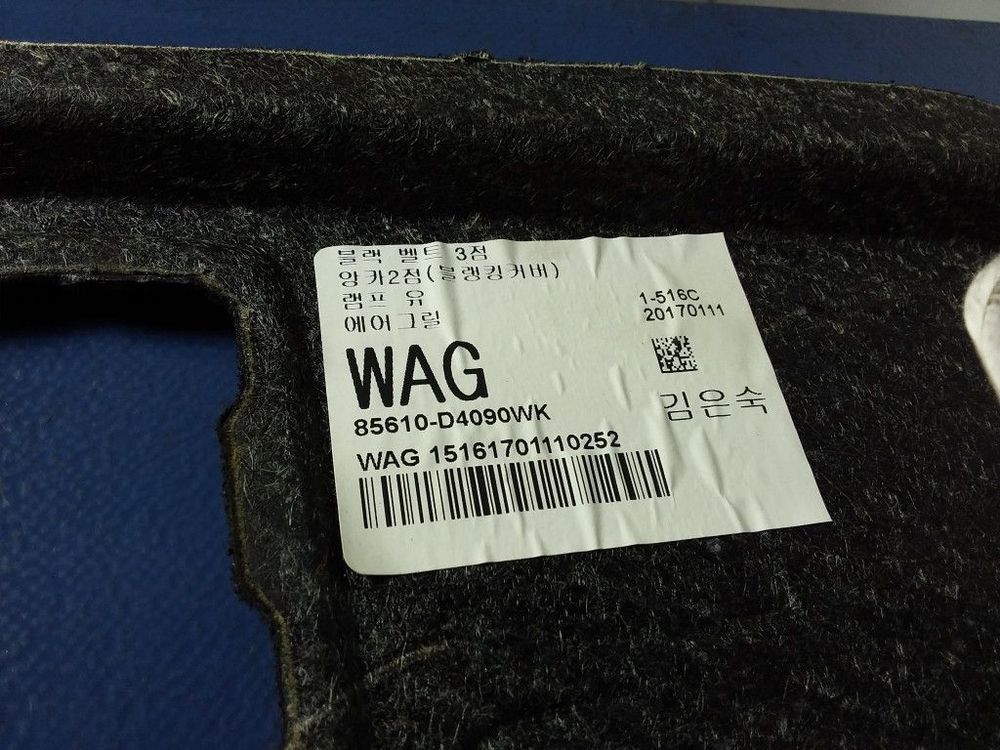 블랙 벨트 3점
앙카2점(블랭킹커버)
램프 유
에어그릴
1-516C
20170111
WAG
김은숙
85610-D4090WK
WAG 15161701110252